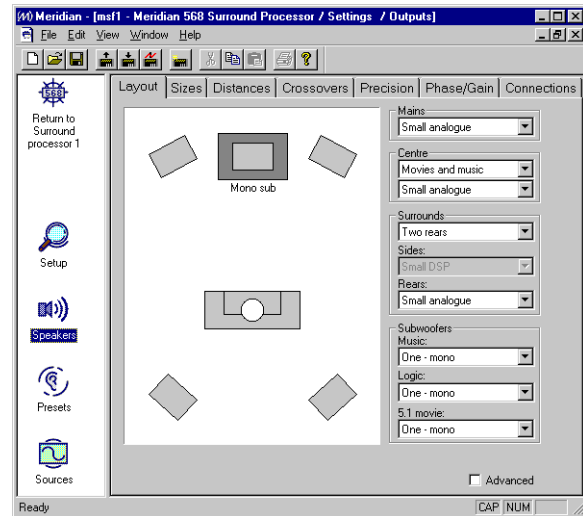 Meridian - [msf1 - Meridian 568 Surround Processor / Settings / Outputs]
File Edit View Window Help
568
Return to
Surround
processor 1
Setup
Speakers
Presets
Sources
Layout Sizes Distances Crossovers Precision Phase/Gain Connections
Mono sub
Mains
Small analogue
Centre
Movies and music
Small analogue
Surrounds
Two rears
Sides:
Small DSP
Rears:
Small analogue
Subwoofers
Music:
One - mono
Logic:
One - mono
5.1 movie:
One - mono
Advanced
Ready
CAP NUM